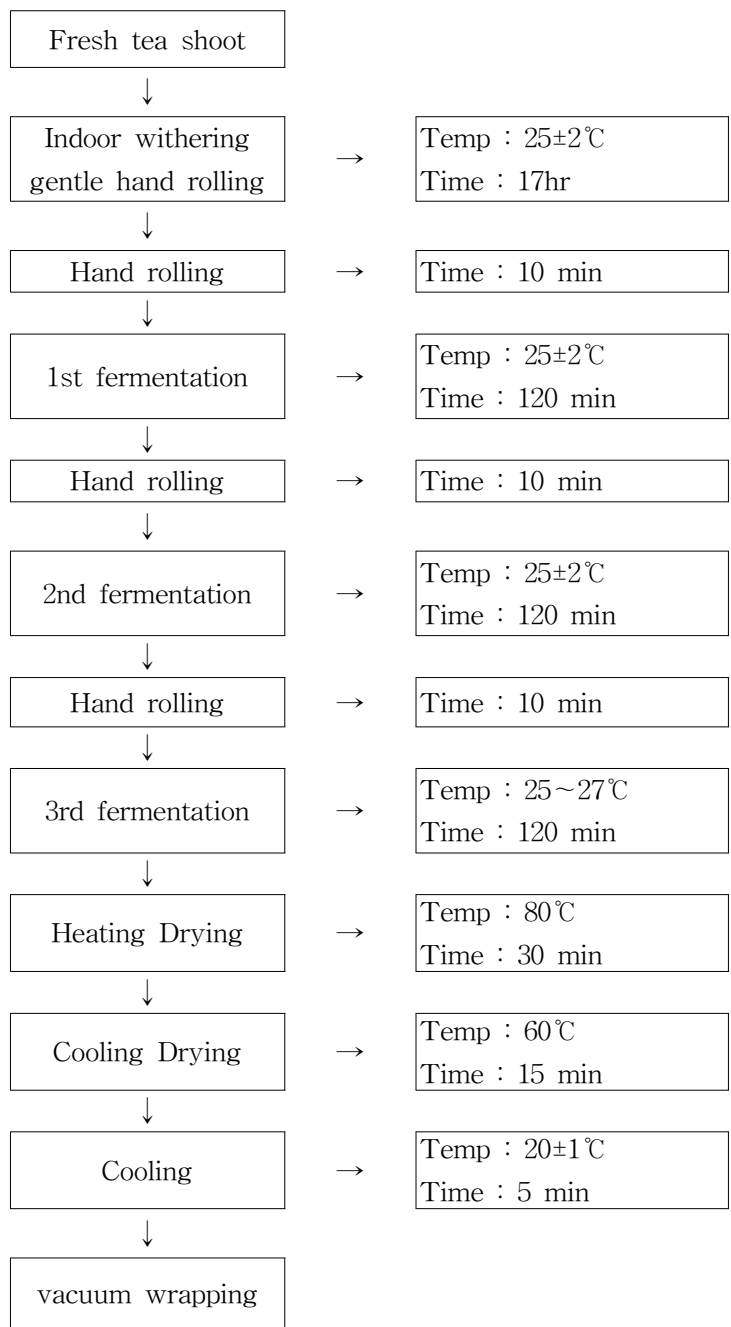 Fresh tea shoot
↓
Indoor withering
gentle hand rolling
→
Temp : 25±2℃
Time : 17hr
↓
Hand rolling
→
Time : 10 min
↓
1st fermentation
→
Temp : 25±2℃
Time : 120 min
↓
Hand rolling
→
Time : 10 min
↓
2nd fermentation
→
Temp : 25±2℃
Time : 120 min
↓
Hand rolling
→
Time : 10 min
↓
3rd fermentation
→
Temp : 25～27℃
Time : 120 min
↓
Heating Drying
→
Temp : 80℃
Time : 30 min
↓
Cooling Drying
→
Temp : 60℃
Time : 15 min
↓
Cooling
→
Temp : 20±1℃
Time : 5 min
↓
vacuum wrapping